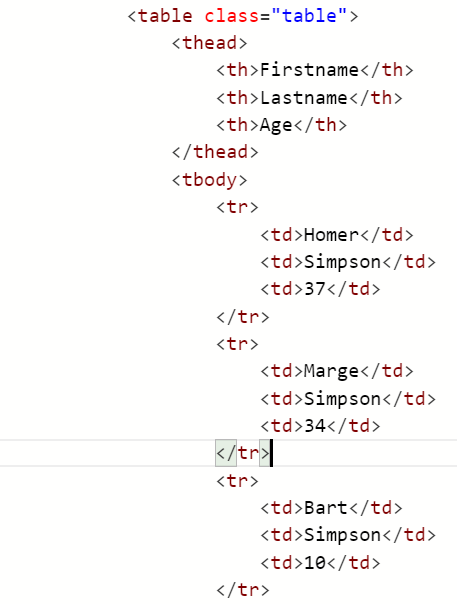 <table class="table">
<thead>
<th>Firstname</th>
<th>Lastname</th>
<th>Age</th>
</thead>
<tbody>
<tr>
<td>Homer</td>
<td>Simpson</td>
<td>37</td>
</tr>
<tr>
<td>Marge</td>
<td>Simpson</td>
<td>34</td>
</tr>
<tr>
<td>Bart</td>
<td>Simpson</td>
<td>10</td>
</tr>